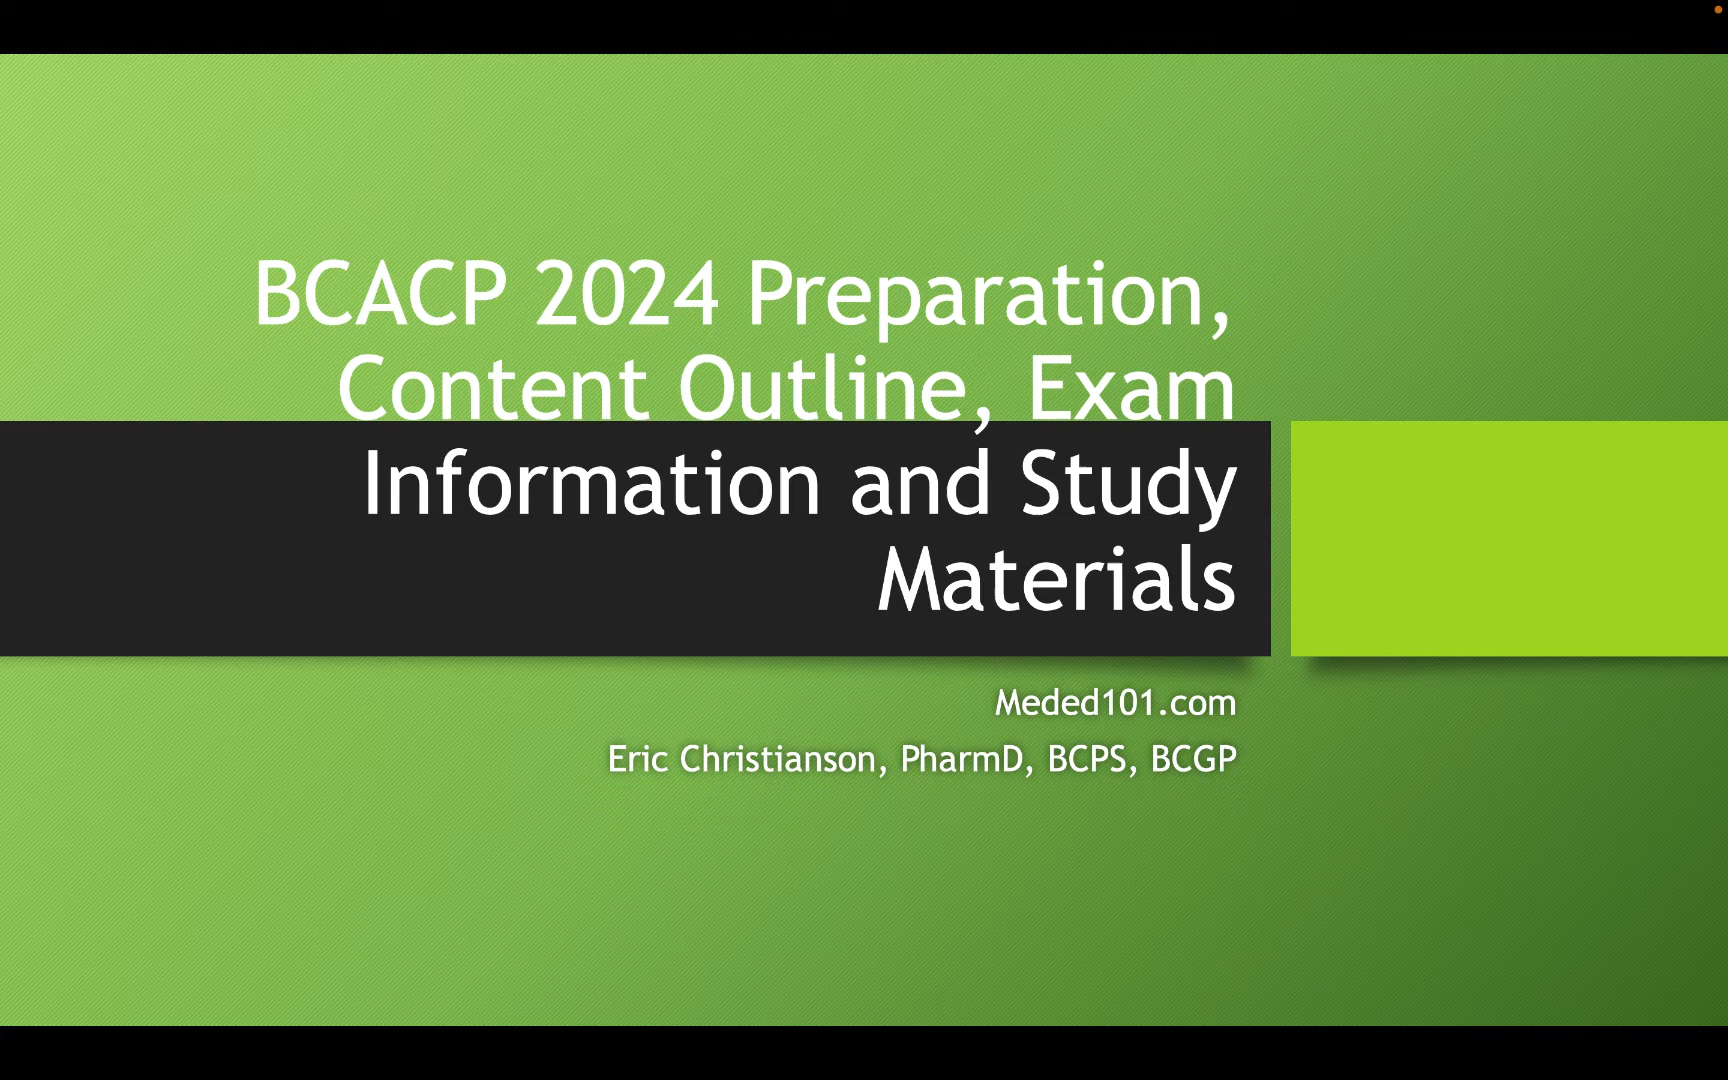 BCACP 2024 Preparation,
Content Outline, Exam
Information and Study
Materials
Meded101.com
Eric Christianson, PharmD, BCPS, BCGP